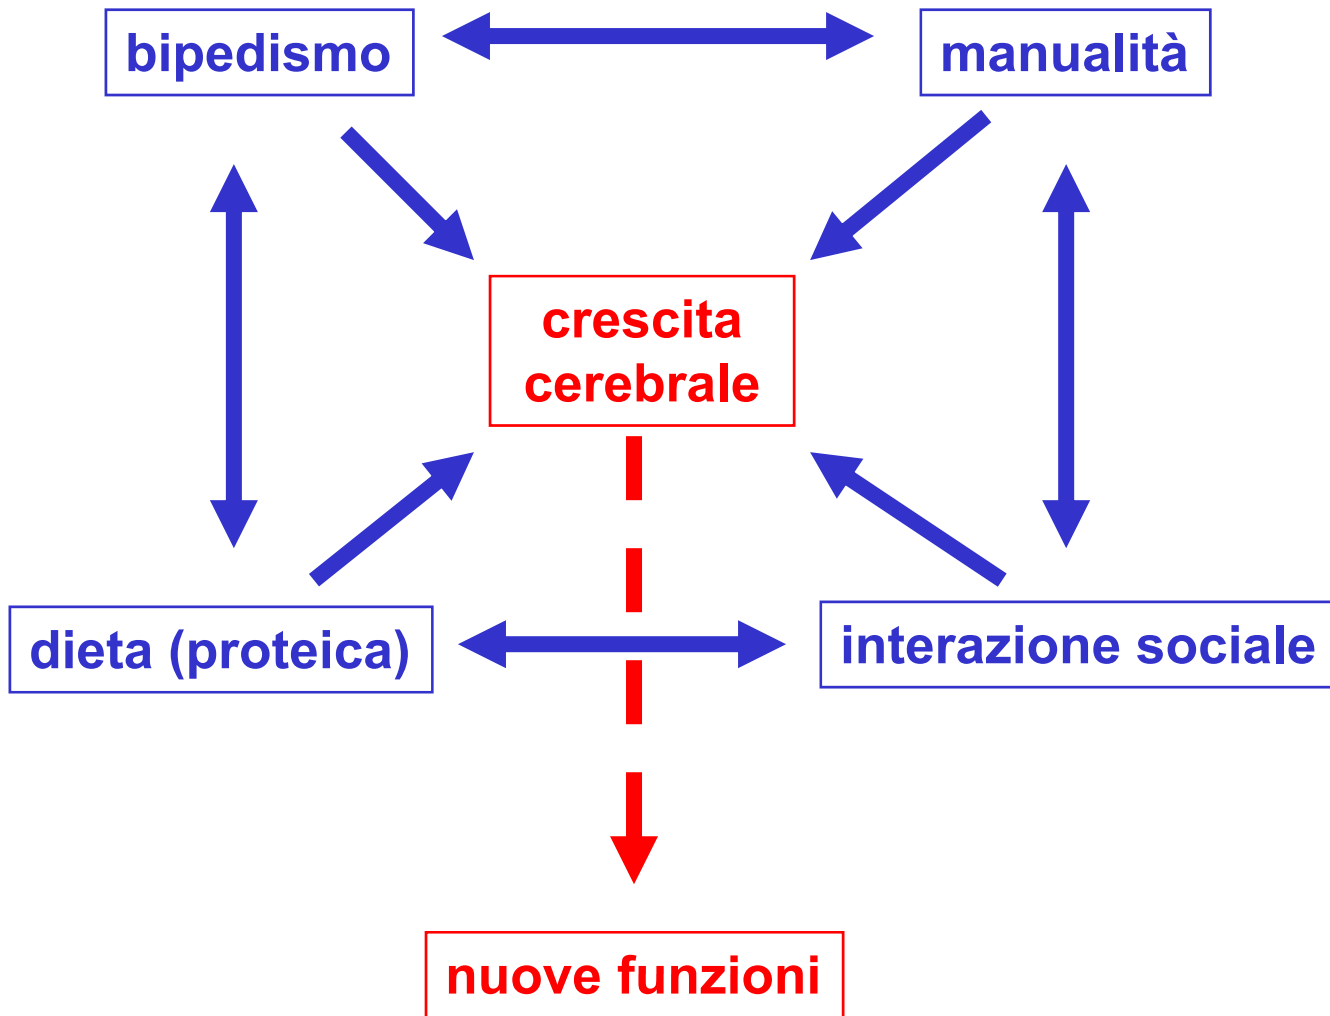 bipedismo
manualità
crescita
cerebrale
dieta (proteica)
interazione sociale
nuove funzioni